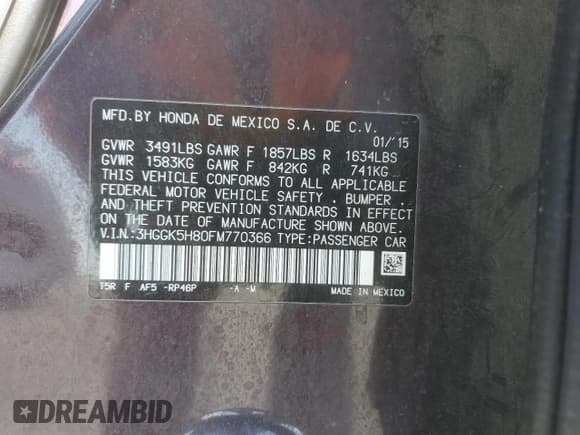 MFD.BY HONDA DE MEXICO S.A. DE C.V.
01/'15
GVWR 3491LBS GAWR F 1857LBS R 1634LBS
GVWR 1583KG GAWR F 842KG R 741KG
THIS VEHICLE CONFORMS TO ALL APPLICABLE
FEDERAL MOTOR VEHICLE SAFETY , BUMPER ,
AND THEFT PREVENTION STANDARDS IN EFFECT
ON THE DATE OF MANUFACTURE SHOWN ABOVE.
V.I.N.:3HGGK5H80FM770366 TYPE:PASSENGER CAR
T5R F AF5 -RP46P -A -M MADE IN MEXICO
DREAMBID